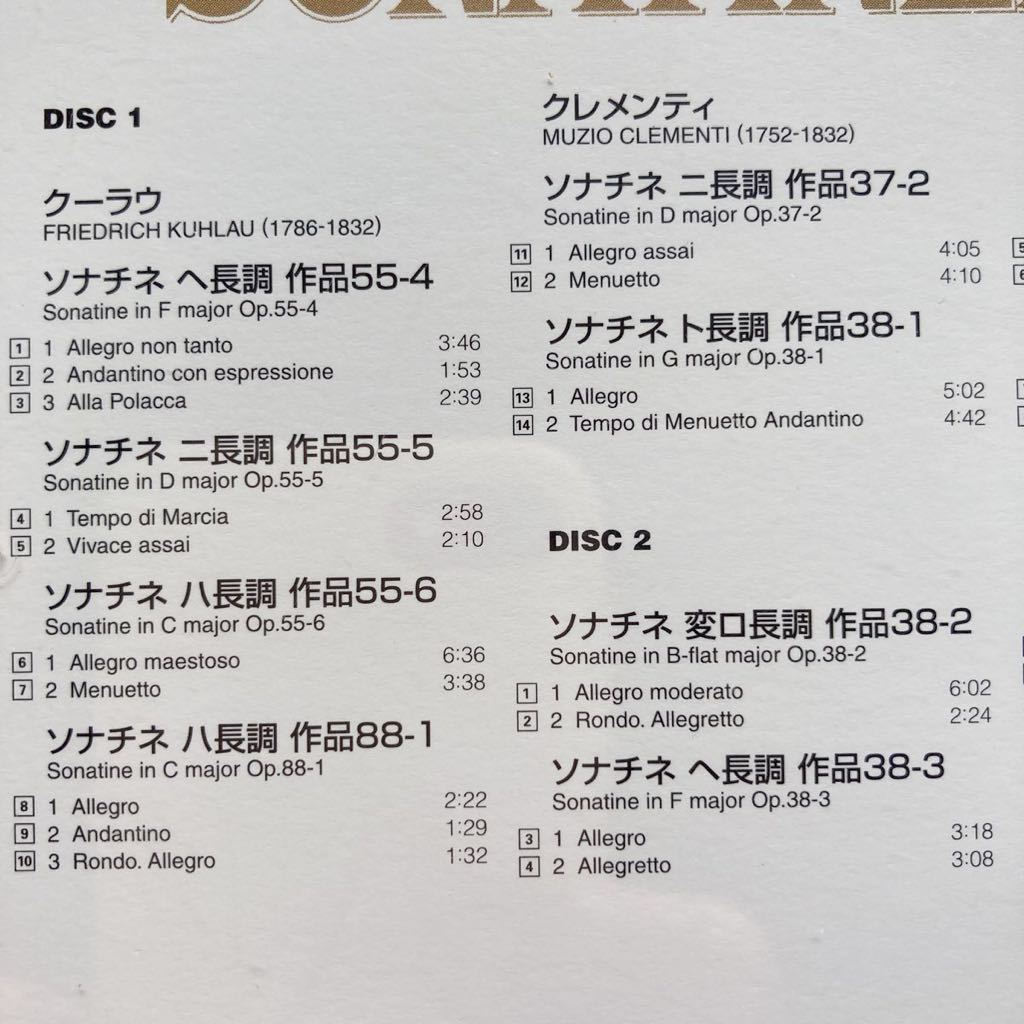 DISC 1
クーラウ
FRIEDRICH KUHLAU (1786-1832)
ソナチネ ヘ長調 作品55-4
Sonatine in F major Op.55-4
1 1 Allegro non tanto 3:46
2 2 Andantino con espressione 1:53
3 3 Alla Polacca 2:39
ソナチネ ニ長調 作品55-5
Sonatine in D major Op.55-5
4 1 Tempo di Marcia 2:58
5 2 Vivace assai 2:10
ソナチネ ハ長調 作品55-6
Sonatine in C major Op.55-6
6 1 Allegro maestoso 6:36
7 2 Menuetto 3:38
ソナチネ ハ長調 作品88-1
Sonatine in C major Op.88-1
8 1 Allegro 2:22
9 2 Andantino 1:29
10 3 Rondo. Allegro 1:32
クレメンティ
MUZIO CLEMENTI (1752-1832)
ソナチネ ニ長調 作品37-2
Sonatine in D major Op.37-2
11 1 Allegro assai 4:05
12 2 Menuetto 4:10
ソナチネ ト長調 作品38-1
Sonatine in G major Op.38-1
13 1 Allegro 5:02
14 2 Tempo di Menuetto Andantino 4:42
DISC 2
ソナチネ 変ロ長調 作品38-2
Sonatine in B-flat major Op.38-2
1 1 Allegro moderato 6:02
2 2 Rondo. Allegretto 2:24
ソナチネ ヘ長調 作品38-3
Sonatine in F major Op.38-3
3 1 Allegro 3:18
4 2 Allegretto 3:08